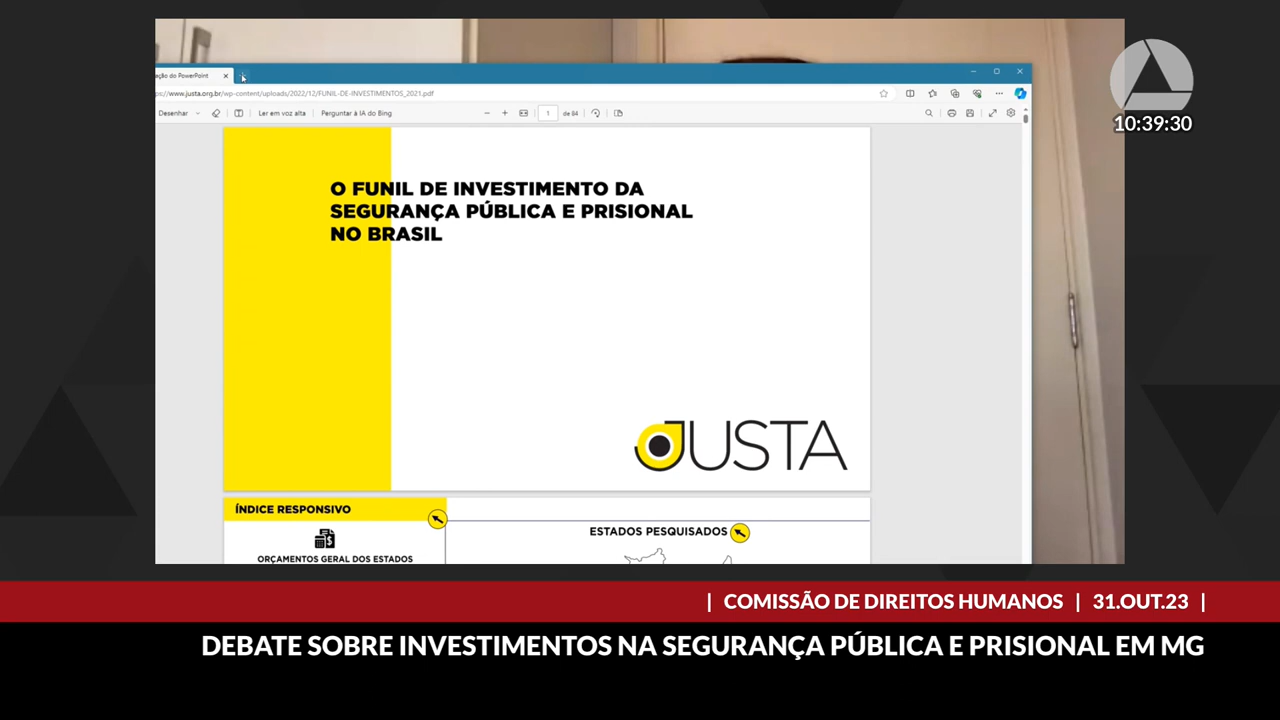 ação do PowerPoint
ps://www.justa.org.br/wp-content/uploads/2022/12/FUNIL-DE-INVESTIMENTOS_2021.pdf
Desenhar
Ler em voz alta
Perguntar à IA do Bing
1
de 84
10:39:30
O FUNIL DE INVESTIMENTO DA
SEGURANÇA PÚBLICA E PRISIONAL
NO BRASIL
JUSTA
ÍNDICE RESPONSIVO
ESTADOS PESQUISADOS
ORÇAMENTOS GERAL DOS ESTADOS
| COMISSÃO DE DIREITOS HUMANOS | 31.OUT.23 |
DEBATE SOBRE INVESTIMENTOS NA SEGURANÇA PÚBLICA E PRISIONAL EM MG